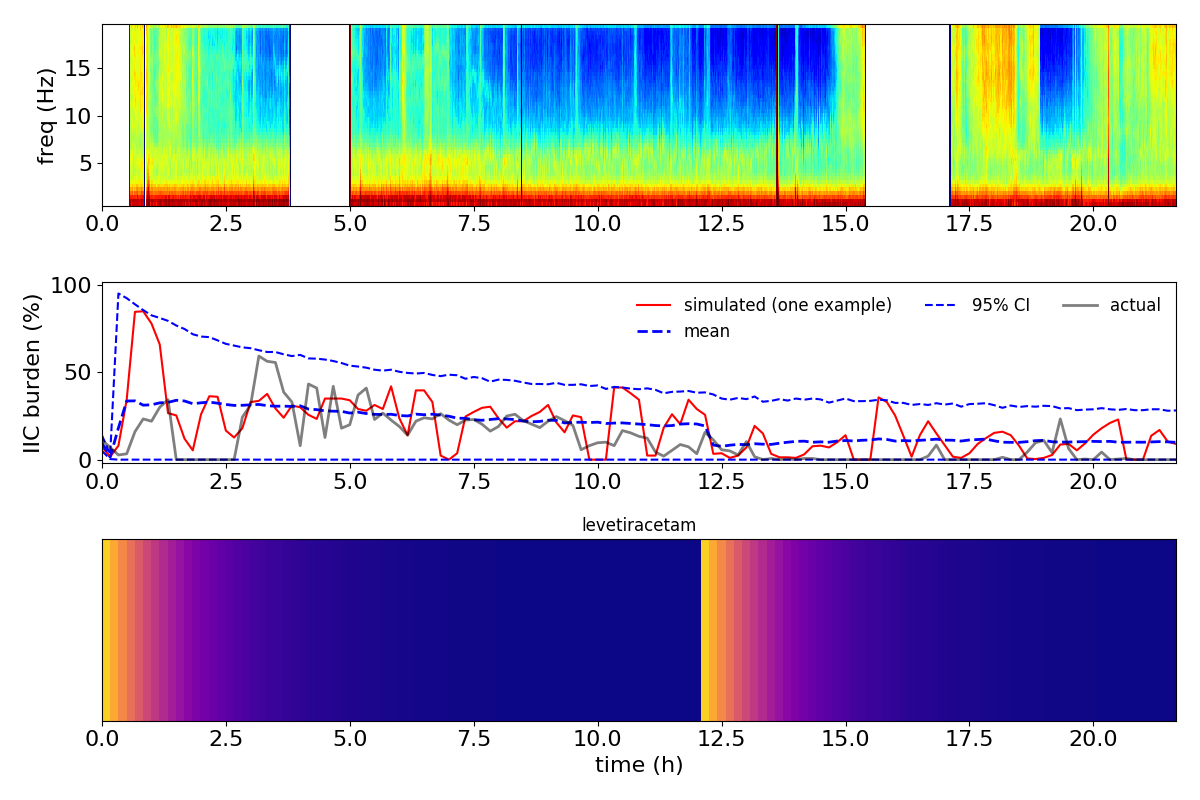 freq (Hz)
15
10
5
0.0 2.5 5.0 7.5 10.0 12.5 15.0 17.5 20.0
IIC burden (%)
100
50
0
simulated (one example)
mean
95% CI
actual
0.0 2.5 5.0 7.5 10.0 12.5 15.0 17.5 20.0
levetiracetam
0.0 2.5 5.0 7.5 10.0 12.5 15.0 17.5 20.0
time (h)